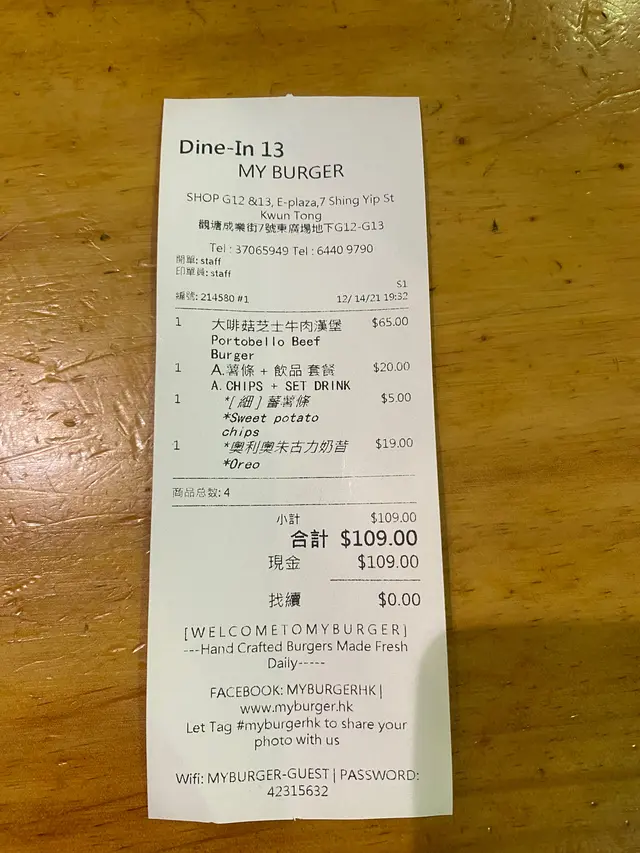 Dine-In 13
MY BURGER
SHOP G12 &13, E-plaza,7 Shing Yip St
Kwun Tong
觀塘成業街7號東廣場地下G12-G13
Tel : 37065949 Tel : 6440 9790
開單: staff
印單員: staff
S1
編號: 214580 #1 12/ 14/21 19:32
1 大啡菇芝士牛肉漢堡 $65.00
Portobello Beef
Burger
1 A.薯條 + 飲品 套餐 $20.00
A.CHIPS + SET DRINK
1 *[ 細 ] 蕃薯條 $5.00
*Sweet potato
chips
1 *奧利奧朱古力奶昔 $19.00
*Oreo
商品总数: 4
小計 $109.00
合計 $109.00
現金 $109.00
找續 $0.00
[WELCOMETOMYBURGER]
---Hand Crafted Burgers Made Fresh
Daily-----
FACEBOOK: MYBURGERHK|
www.myburger.hk
Let Tag #myburgerhk to share your
photo with us
Wifi: MYBURGER-GUEST | PASSWORD:
42315632